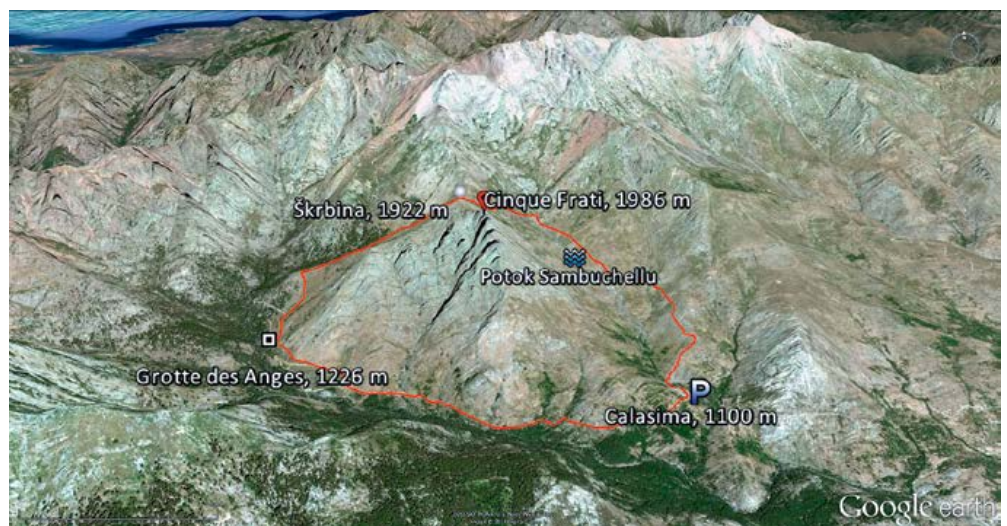 Škrbina, 1922 m
Cinque Frati, 1986 m
Potok Sambuchellu
Grotte des Anges, 1226 m
P
Calasima, 1100 m
Google earth